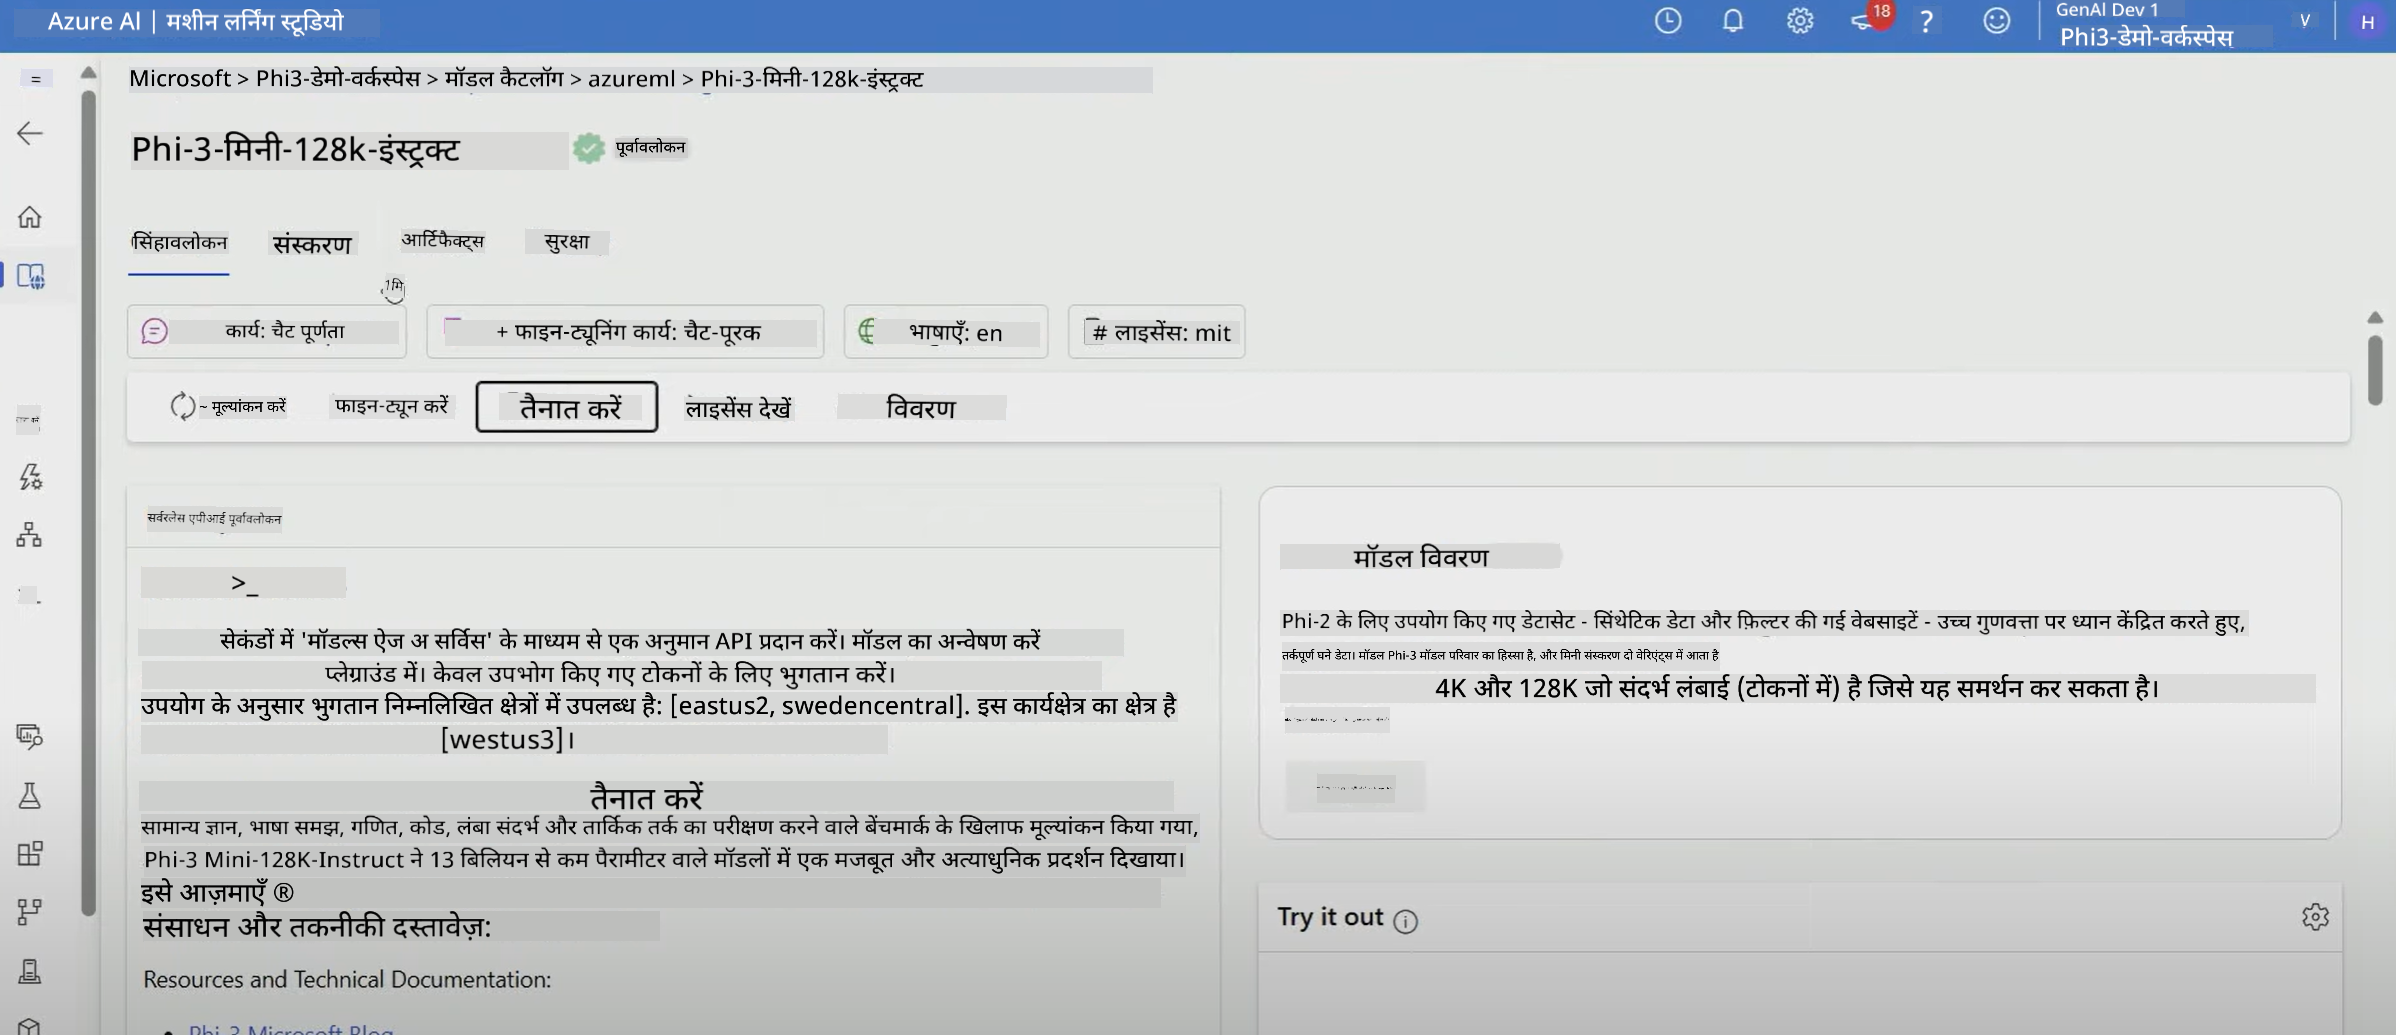 Azure AI | मशीन लर्निंग स्टूडियो
18
?
GenAI Dev 1
Phi3-डेमो-वर्कस्पेस
V
H
=
Microsoft > Phi3-डेमो-वर्कस्पेस > मॉडल कैटलॉग > azureml > Phi-3-मिनी-128k-इंस्ट्रक्ट
Phi-3-मिनी-128k-इंस्ट्रक्ट
पूर्वावलोकन
सिंहावलोकन संस्करण आर्टिफैक्ट्स सुरक्षा
कार्य: चैट पूर्णता
+ फाइन-ट्यूनिंग कार्य: चैट-पूरक
भाषाएँ: en
# लाइसेंस: mit
~ मूल्यांकन करें फाइन-ट्यून करें तैनात करें लाइसेंस देखें विवरण
सर्वरलेस एपीआई पूर्वावलोकन
>_
सेकंडों में 'मॉडल्स ऐज अ सर्विस' के माध्यम से एक अनुमान API प्रदान करें। मॉडल का अन्वेषण करें
प्लेग्राउंड में। केवल उपभोग किए गए टोकनों के लिए भुगतान करें।
उपयोग के अनुसार भुगतान निम्नलिखित क्षेत्रों में उपलब्ध है: [eastus2, swedencentral]. इस कार्यक्षेत्र का क्षेत्र है
[westus3]।
तैनात करें
सामान्य ज्ञान, भाषा समझ, गणित, कोड, लंबा संदर्भ और तार्किक तर्क का परीक्षण करने वाले बेंचमार्क के खिलाफ मूल्यांकन किया गया,
Phi-3 Mini-128K-Instruct ने 13 बिलियन से कम पैरामीटर वाले मॉडलों में एक मजबूत और अत्याधुनिक प्रदर्शन दिखाया।
इसे आज़माएँ ®
संसाधन और तकनीकी दस्तावेज़:
Resources and Technical Documentation:
Phi-3 Microsoft Blog
मॉडल विवरण
Phi-2 के लिए उपयोग किए गए डेटासेट - सिंथेटिक डेटा और फ़िल्टर की गई वेबसाइटें - उच्च गुणवत्ता पर ध्यान केंद्रित करते हुए,
तर्कपूर्ण घने डेटा। मॉडल Phi-3 मॉडल परिवार का हिस्सा है, और मिनी संस्करण दो वेरिएंट्स में आता है
4K और 128K जो संदर्भ लंबाई (टोकनों में) है जिसे यह समर्थन कर सकता है।
Try it out